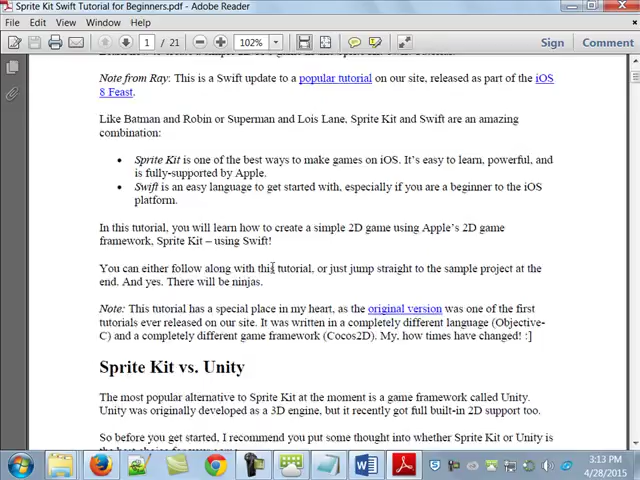 Sprite Kit Swift Tutorial for Beginners.pdf - Adobe Reader
File Edit View Window Help
1 / 21 102% Sign Comment
Note from Ray: This is a Swift update to a popular tutorial on our site, released as part of the iOS
8 Feast.
Like Batman and Robin or Superman and Lois Lane, Sprite Kit and Swift are an amazing
combination:
• Sprite Kit is one of the best ways to make games on iOS. It's easy to learn, powerful, and
is fully-supported by Apple.
• Swift is an easy language to get started with, especially if you are a beginner to the iOS
platform.
In this tutorial, you will learn how to create a simple 2D game using Apple's 2D game
framework, Sprite Kit – using Swift!
You can either follow along with this tutorial, or just jump straight to the sample project at the
end. And yes. There will be ninjas.
Note: This tutorial has a special place in my heart, as the original version was one of the first
tutorials ever released on our site. It was written in a completely different language (Objective-
C) and a completely different game framework (Cocos2D). My, how times have changed! :]
Sprite Kit vs. Unity
The most popular alternative to Sprite Kit at the moment is a game framework called Unity.
Unity was originally developed as a 3D engine, but it recently got full built-in 2D support too.
So before you get started, I recommend you put some thought into whether Sprite Kit or Unity is
3:13 PM
4/28/2015